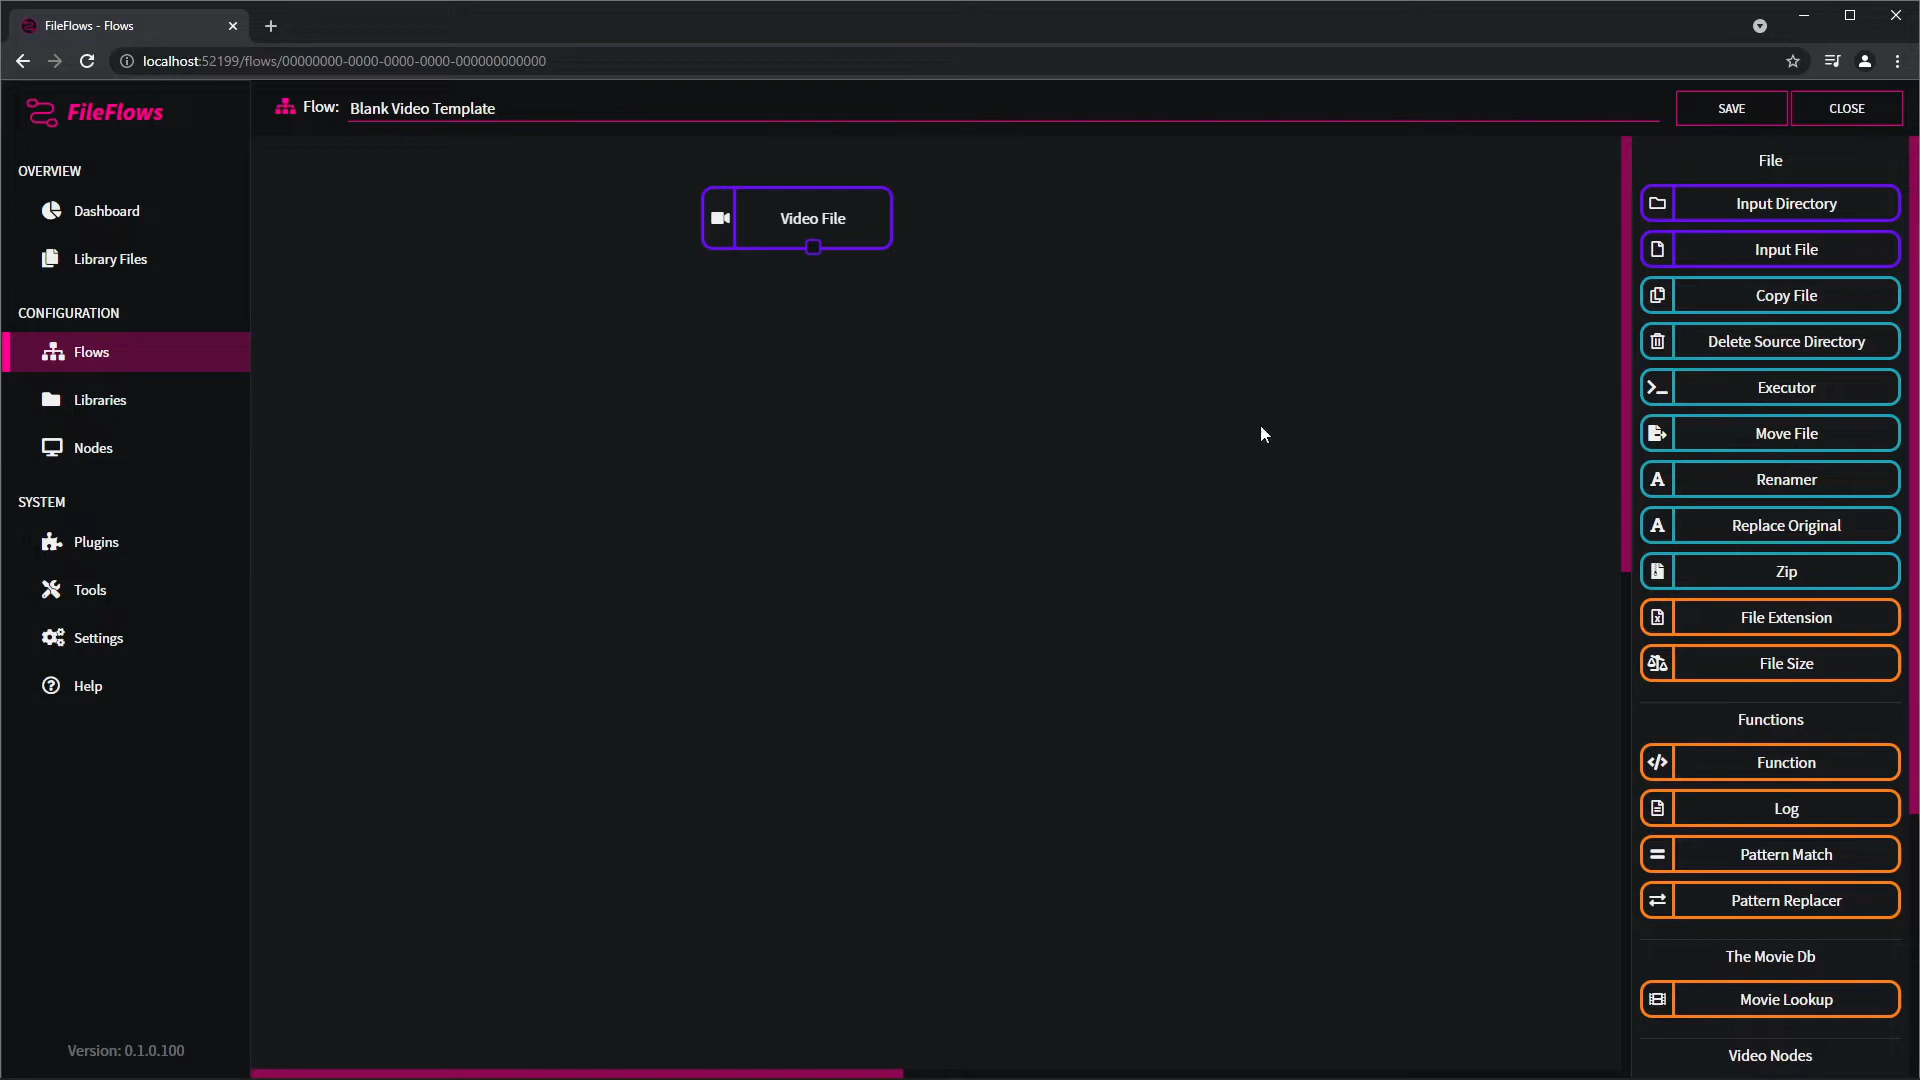 FileFlows - Flows
localhost:52199/flows/00000000-0000-0000-0000-000000000000
FileFlows
Flow: Blank Video Template
SAVE
CLOSE
OVERVIEW
Dashboard
Library Files
CONFIGURATION
Flows
Libraries
Nodes
SYSTEM
Plugins
Tools
Settings
Help
Version: 0.1.0.100
Video File
File
Input Directory
Input File
Copy File
Delete Source Directory
Executor
Move File
Renamer
Replace Original
Zip
File Extension
File Size
Functions
Function
Log
Pattern Match
Pattern Replacer
The Movie Db
Movie Lookup
Video Nodes